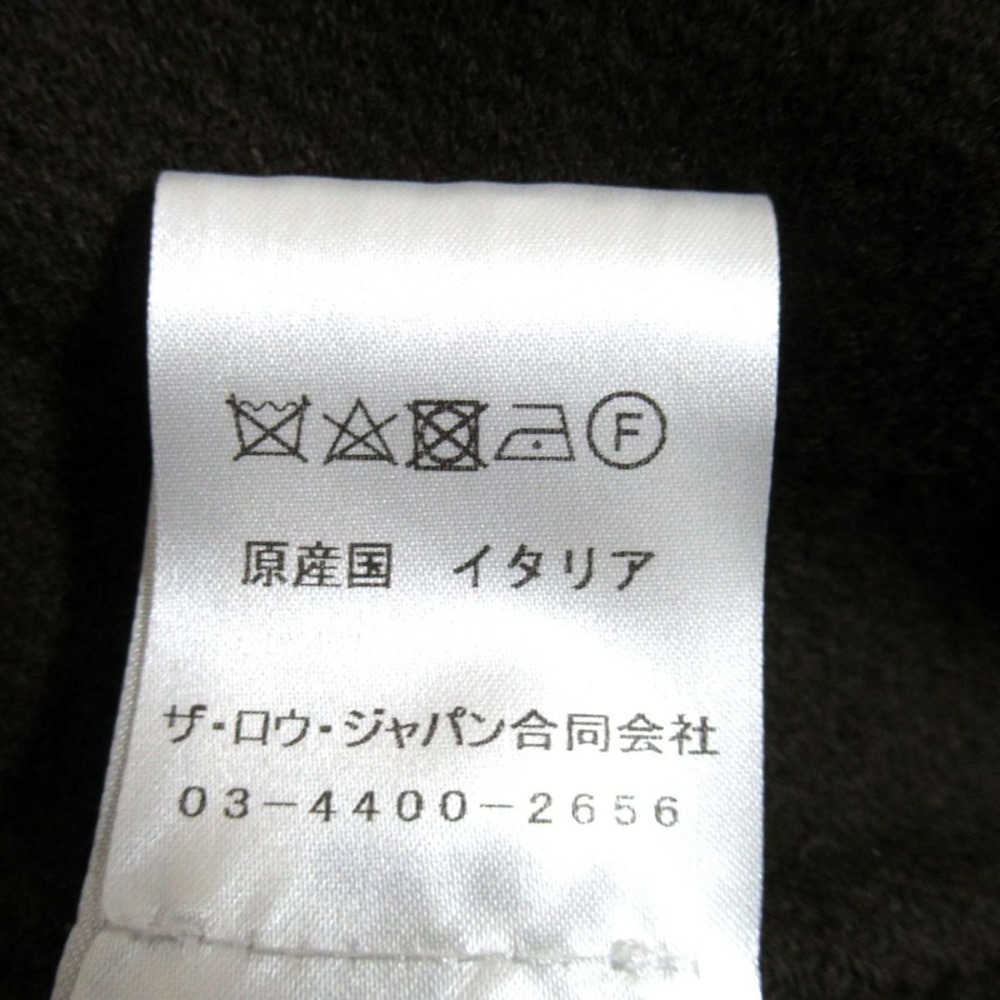 F
原産国　イタリア
ザ・ロウ・ジャパン合同会社
03-4400-2656